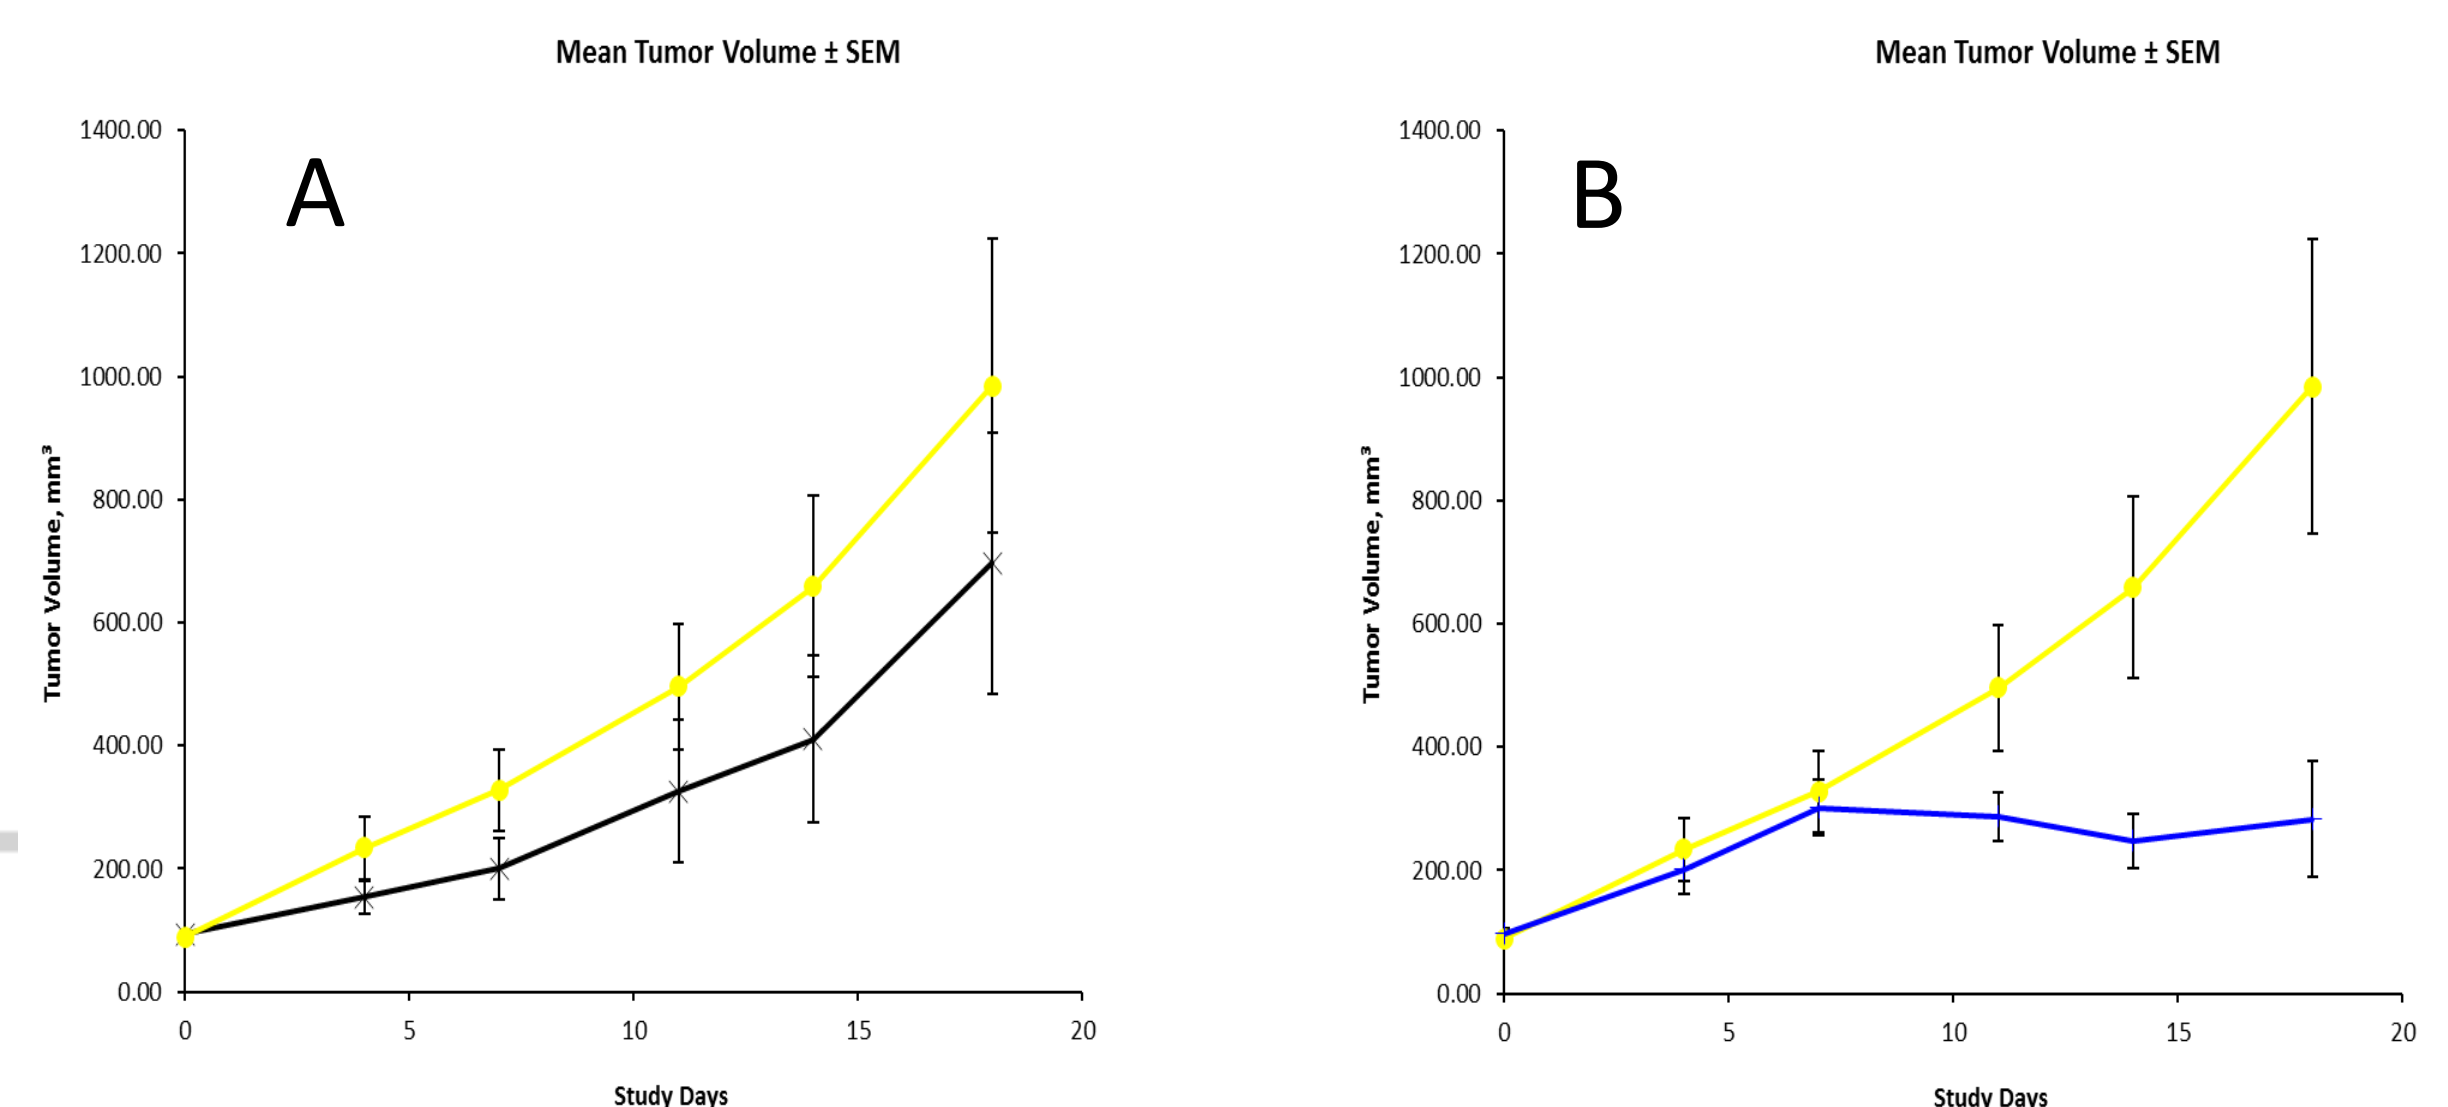 Mean Tumor Volume ± SEM
A
1400.00
1200.00
1000.00
800.00
600.00
400.00
200.00
0.00
Tumor Volume, mm³
0 5 10 15 20
Study Days
Mean Tumor Volume ± SEM
B
1400.00
1200.00
1000.00
800.00
600.00
400.00
200.00
0.00
Tumor Volume, mm³
0 5 10 15 20
Study Days